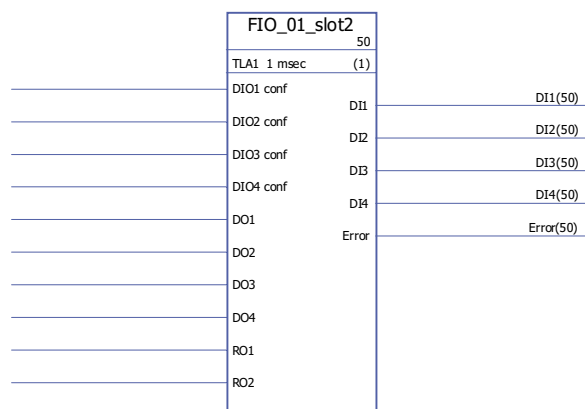 FIO_01_slot2
50
TLA1 1 msec (1)
DIO1 conf
DI1 DI1(50)
DIO2 conf
DI2 DI2(50)
DIO3 conf
DI3 DI3(50)
DIO4 conf
DI4 DI4(50)
DO1
Error Error(50)
DO2
DO3
DO4
RO1
RO2